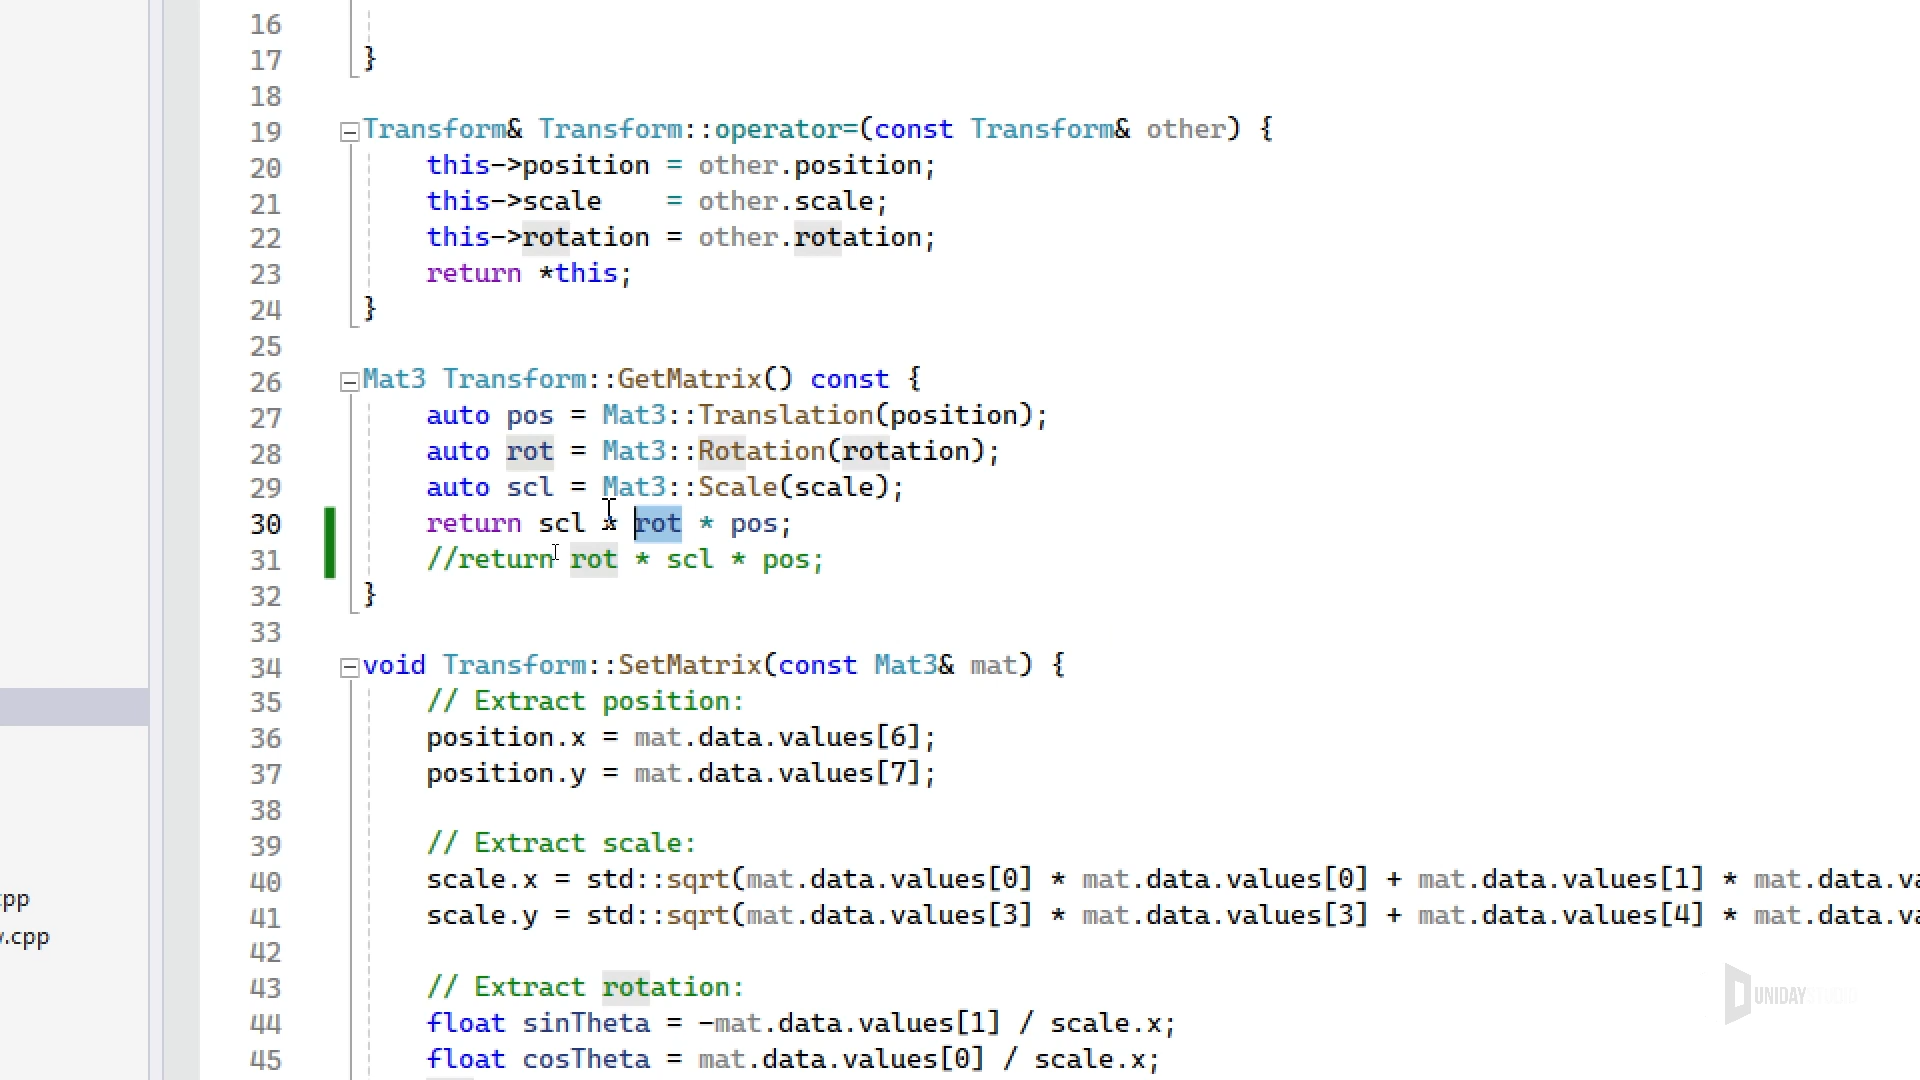 16
17 }
18
19 Transform& Transform::operator=(const Transform& other) {
20 this->position = other.position;
21 this->scale    = other.scale;
22 this->rotation = other.rotation;
23 return *this;
24 }
25
26 Mat3 Transform::GetMatrix() const {
27 auto pos = Mat3::Translation(position);
28 auto rot = Mat3::Rotation(rotation);
29 auto scl = Mat3::Scale(scale);
30 return scl * rot * pos;
31 //return rot * scl * pos;
32 }
33
34 void Transform::SetMatrix(const Mat3& mat) {
35 // Extract position:
36 position.x = mat.data.values[6];
37 position.y = mat.data.values[7];
38
39 // Extract scale:
40 scale.x = std::sqrt(mat.data.values[0] * mat.data.values[0] + mat.data.values[1] * mat.data.va
41 scale.y = std::sqrt(mat.data.values[3] * mat.data.values[3] + mat.data.values[4] * mat.data.va
42
43 // Extract rotation:
44 float sinTheta = -mat.data.values[1] / scale.x;
45 float cosTheta = mat.data.values[0] / scale.x;
cpp
.cpp
UNIDAY STUDIO